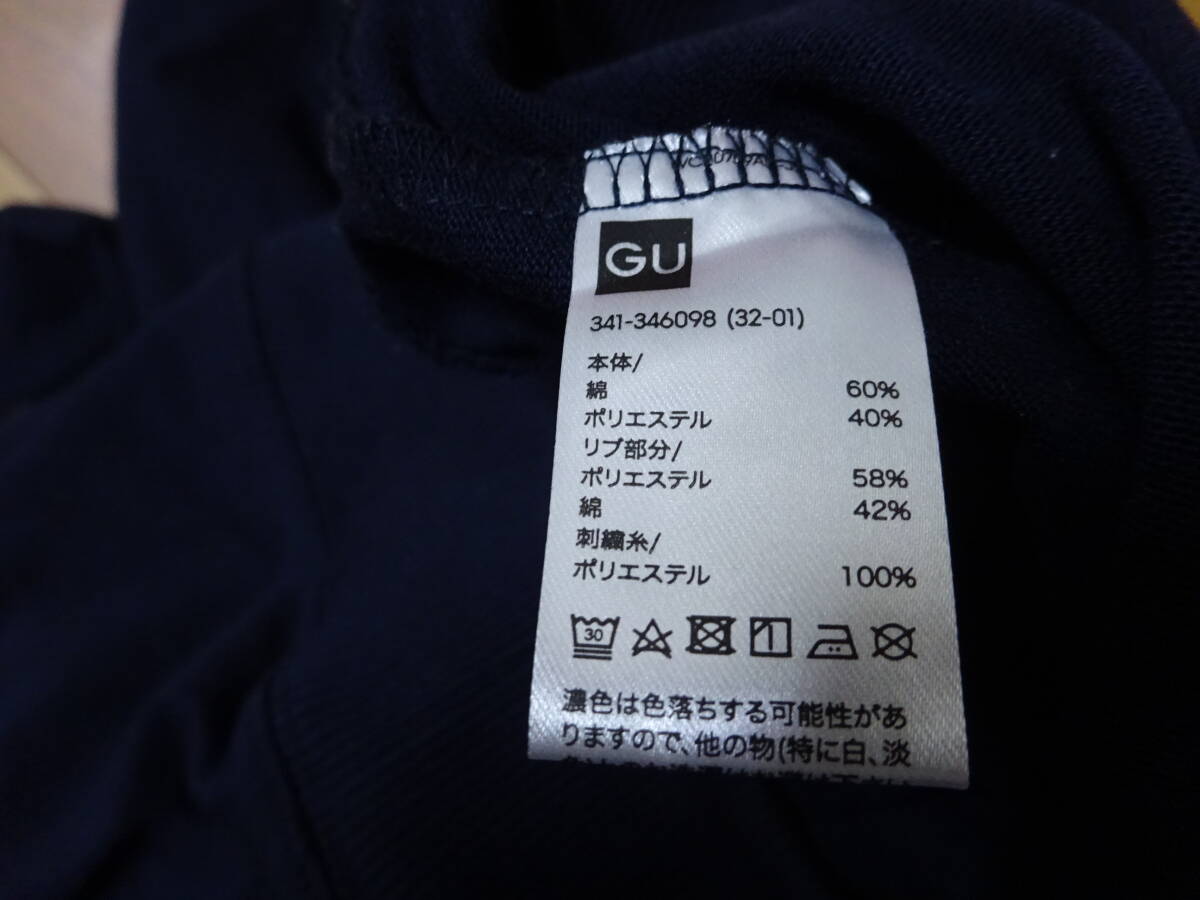 GU
341-346098 (32-01)
本体/
綿 60%
ポリエステル 40%
リブ部分/
ポリエステル 58%
綿 42%
刺繍糸/
ポリエステル 100%
30
濃色は色落ちする可能性があ
りますので、他の物(特に白、淡